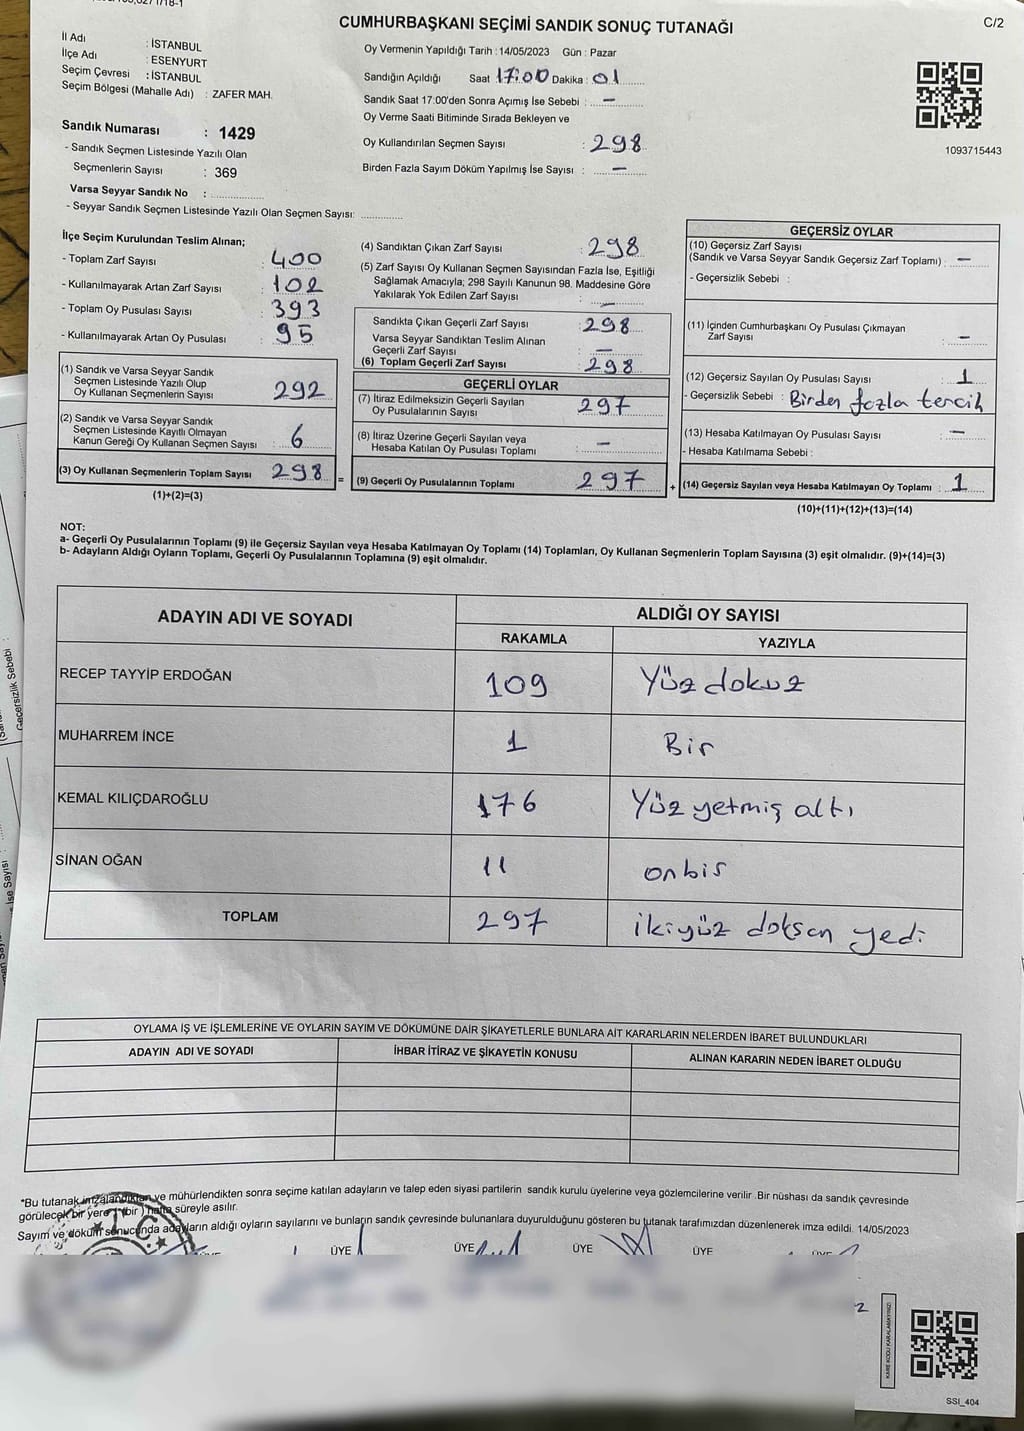 CUMHURBAŞKANI SEÇİMİ SANDIK SONUÇ TUTANAĞI
C/2
İl Adı : İSTANBUL
İlçe Adı : ESENYURT
Seçim Çevresi : İSTANBUL
Seçim Bölgesi (Mahalle Adı) : ZAFER MAH.
Sandık Numarası : 1429
- Sandık Seçmen Listesinde Yazılı Olan
Seçmenlerin Sayısı : 369
Varsa Seyyar Sandık No :
- Seyyar Sandık Seçmen Listesinde Yazılı Olan Seçmen Sayısı:
Oy Vermenin Yapıldığı Tarih : 14/05/2023 Gün : Pazar
Sandığın Açıldığı Saat 17:00 Dakika : 01
Sandık Saat 17:00'den Sonra Açımış İse Sebebi : —
Oy Verme Saati Bitiminde Sırada Bekleyen ve
Oy Kullandırılan Seçmen Sayısı : 298
Birden Fazla Sayım Döküm Yapılmış İse Sayısı : —
1093715443
İlçe Seçim Kurulundan Teslim Alınan;
- Toplam Zarf Sayısı : 400
- Kullanılmayarak Artan Zarf Sayısı : 102
- Toplam Oy Pusulası Sayısı : 393
- Kullanılmayarak Artan Oy Pusulası : 95
(1) Sandık ve Varsa Seyyar Sandık
Seçmen Listesinde Yazılı Olup
Oy Kullanan Seçmenlerin Sayısı : 292
(2) Sandık ve Varsa Seyyar Sandık
Seçmen Listesinde Kayıtlı Olmayan
Kanun Gereği Oy Kullanan Seçmen Sayısı : 6
(3) Oy Kullanan Seçmenlerin Toplam Sayısı : 298
(1)+(2)=(3)
(4) Sandıktan Çıkan Zarf Sayısı : 298
(5) Zarf Sayısı Oy Kullanan Seçmen Sayısından Fazla İse, Eşitliği
Sağlamak Amacıyla; 298 Sayılı Kanunun 98. Maddesine Göre
Yakılarak Yok Edilen Zarf Sayısı : —
Sandıkta Çıkan Geçerli Zarf Sayısı : 298
Varsa Seyyar Sandıktan Teslim Alınan
Geçerli Zarf Sayısı : —
(6) Toplam Geçerli Zarf Sayısı : 298
GEÇERLİ OYLAR
(7) İtiraz Edilmeksizin Geçerli Sayılan
Oy Pusulalarının Sayısı : 297
(8) İtiraz Üzerine Geçerli Sayılan veya
Hesaba Katılan Oy Pusulası Toplamı : —
= (9) Geçerli Oy Pusulalarının Toplamı 297
GEÇERSİZ OYLAR
(10) Geçersiz Zarf Sayısı
(Sandık ve Varsa Seyyar Sandık Geçersiz Zarf Toplamı) : —
- Geçersizlik Sebebi :
(11) İçinden Cumhurbaşkanı Oy Pusulası Çıkmayan
Zarf Sayısı : —
(12) Geçersiz Sayılan Oy Pusulası Sayısı : 1
- Geçersizlik Sebebi : Birden fazla tercih
(13) Hesaba Katılmayan Oy Pusulası Sayısı : —
- Hesaba Katılmama Sebebi :
+ (14) Geçersiz Sayılan veya Hesaba Katılmayan Oy Toplamı : 1
(10)+(11)+(12)+(13)=(14)
NOT:
a- Geçerli Oy Pusulalarının Toplamı (9) ile Geçersiz Sayılan veya Hesaba Katılmayan Oy Toplamı (14) Toplamları, Oy Kullanan Seçmenlerin Toplam Sayısına (3) eşit olmalıdır. (9)+(14)=(3)
b- Adayların Aldığı Oyların Toplamı, Geçerli Oy Pusulalarının Toplamına (9) eşit olmalıdır.
ADAYIN ADI VE SOYADI
ALDIĞI OY SAYISI
RAKAMLA YAZIYLA
RECEP TAYYİP ERDOĞAN 109 Yüz dokuz
MUHARREM İNCE 1 Bir
KEMAL KILIÇDAROĞLU 176 Yüz yetmiş altı
SİNAN OĞAN 11 onbir
TOPLAM 297 ikiyüz doksan yedi
OYLAMA İŞ VE İŞLEMLERİNE VE OYLARIN SAYIM VE DÖKÜMÜNE DAİR ŞİKAYETLERLE BUNLARA AİT KARARLARIN NELERDEN İBARET BULUNDUKLARI
ADAYIN ADI VE SOYADI İHBAR İTİRAZ VE ŞİKAYETİN KONUSU ALINAN KARARIN NEDEN İBARET OLDUĞU
*Bu tutanak imzalandıktan ve mühürlendikten sonra seçime katılan adayların ve talep eden siyasi partilerin sandık kurulu üyelerine veya gözlemcilerine verilir. Bir nüshası da sandık çevresinde
görülecek bir yere 1 (bir) hafta süreyle asılır.
Sayım ve döküm sonucunda adayların aldığı oyların sayılarını ve bunların sandık çevresinde bulunanlara duyurulduğunu gösteren bu tutanak tarafımızdan düzenlenerek imza edildi. 14/05/2023
T.C.
ÜYE ÜYE ÜYE ÜYE
KARE KODU KARALAMAYINIZ!
SSI_404
Geçersizlik Sebebi
İse Sayısı